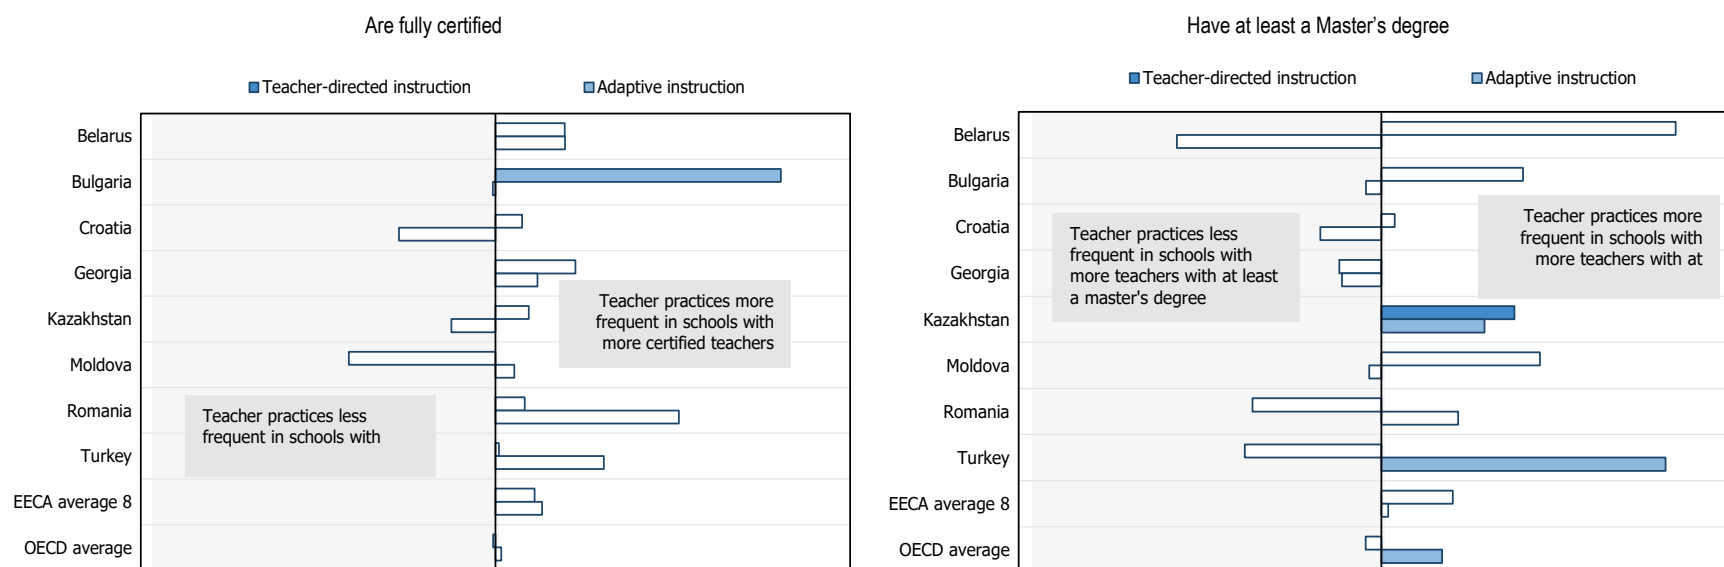 Are fully certified
Teacher-directed instruction
Adaptive instruction
Belarus
Bulgaria
Croatia
Georgia
Kazakhstan
Moldova
Romania
Turkey
EECA average 8
OECD average
Teacher practices more
frequent in schools with
more certified teachers
Teacher practices less
frequent in schools with
Have at least a Master’s degree
Teacher-directed instruction
Adaptive instruction
Belarus
Bulgaria
Croatia
Georgia
Kazakhstan
Moldova
Romania
Turkey
EECA average 8
OECD average
Teacher practices less
frequent in schools with
more teachers with at least
a master's degree
Teacher practices more
frequent in schools with
more teachers with at